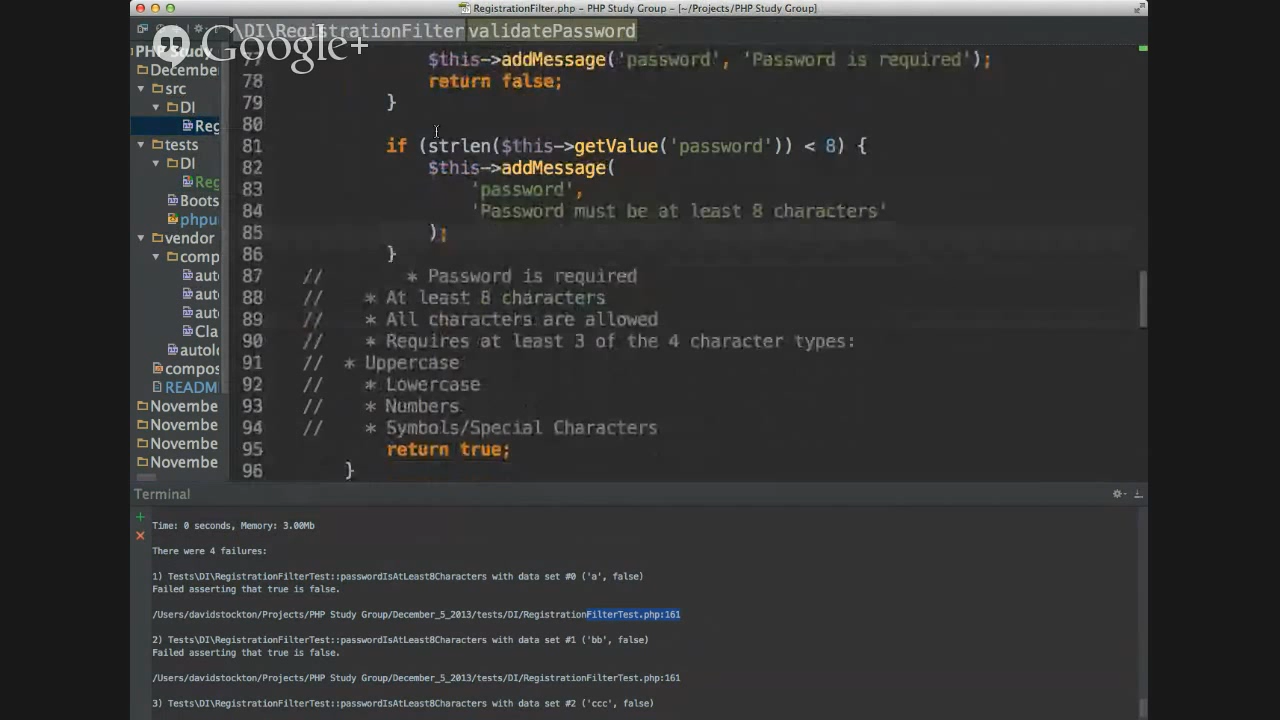 RegistrationFilter.php - PHP Study Group - [~/Projects/PHP Study Group]
\DI\RegistrationFilter validatePassword
Google+
PHP Study
December
src
DI
Reg
tests
DI
Reg
Boots
phpu
vendor
comp
auto
auto
auto
Cla
autolo
compos
README
Novembe
Novembe
Novembe
Novembe
77 $this->addMessage('password', 'Password is required');
78 return false;
79 }
80
81 if (strlen($this->getValue('password')) < 8) {
82 $this->addMessage(
83 'password',
84 'Password must be at least 8 characters'
85 );
86 }
87 // * Password is required
88 // * At least 8 characters
89 // * All characters are allowed
90 // * Requires at least 3 of the 4 character types:
91 // * Uppercase
92 // * Lowercase
93 // * Numbers
94 // * Symbols/Special Characters
95 return true;
96 }
Terminal
Time: 0 seconds, Memory: 3.00Mb
There were 4 failures:
1) Tests\DI\RegistrationFilterTest::passwordIsAtLeast8Characters with data set #0 ('a', false)
Failed asserting that true is false.
/Users/davidstockton/Projects/PHP Study Group/December_5_2013/tests/DI/RegistrationFilterTest.php:161
2) Tests\DI\RegistrationFilterTest::passwordIsAtLeast8Characters with data set #1 ('bb', false)
Failed asserting that true is false.
/Users/davidstockton/Projects/PHP Study Group/December_5_2013/tests/DI/RegistrationFilterTest.php:161
3) Tests\DI\RegistrationFilterTest::passwordIsAtLeast8Characters with data set #2 ('ccc', false)